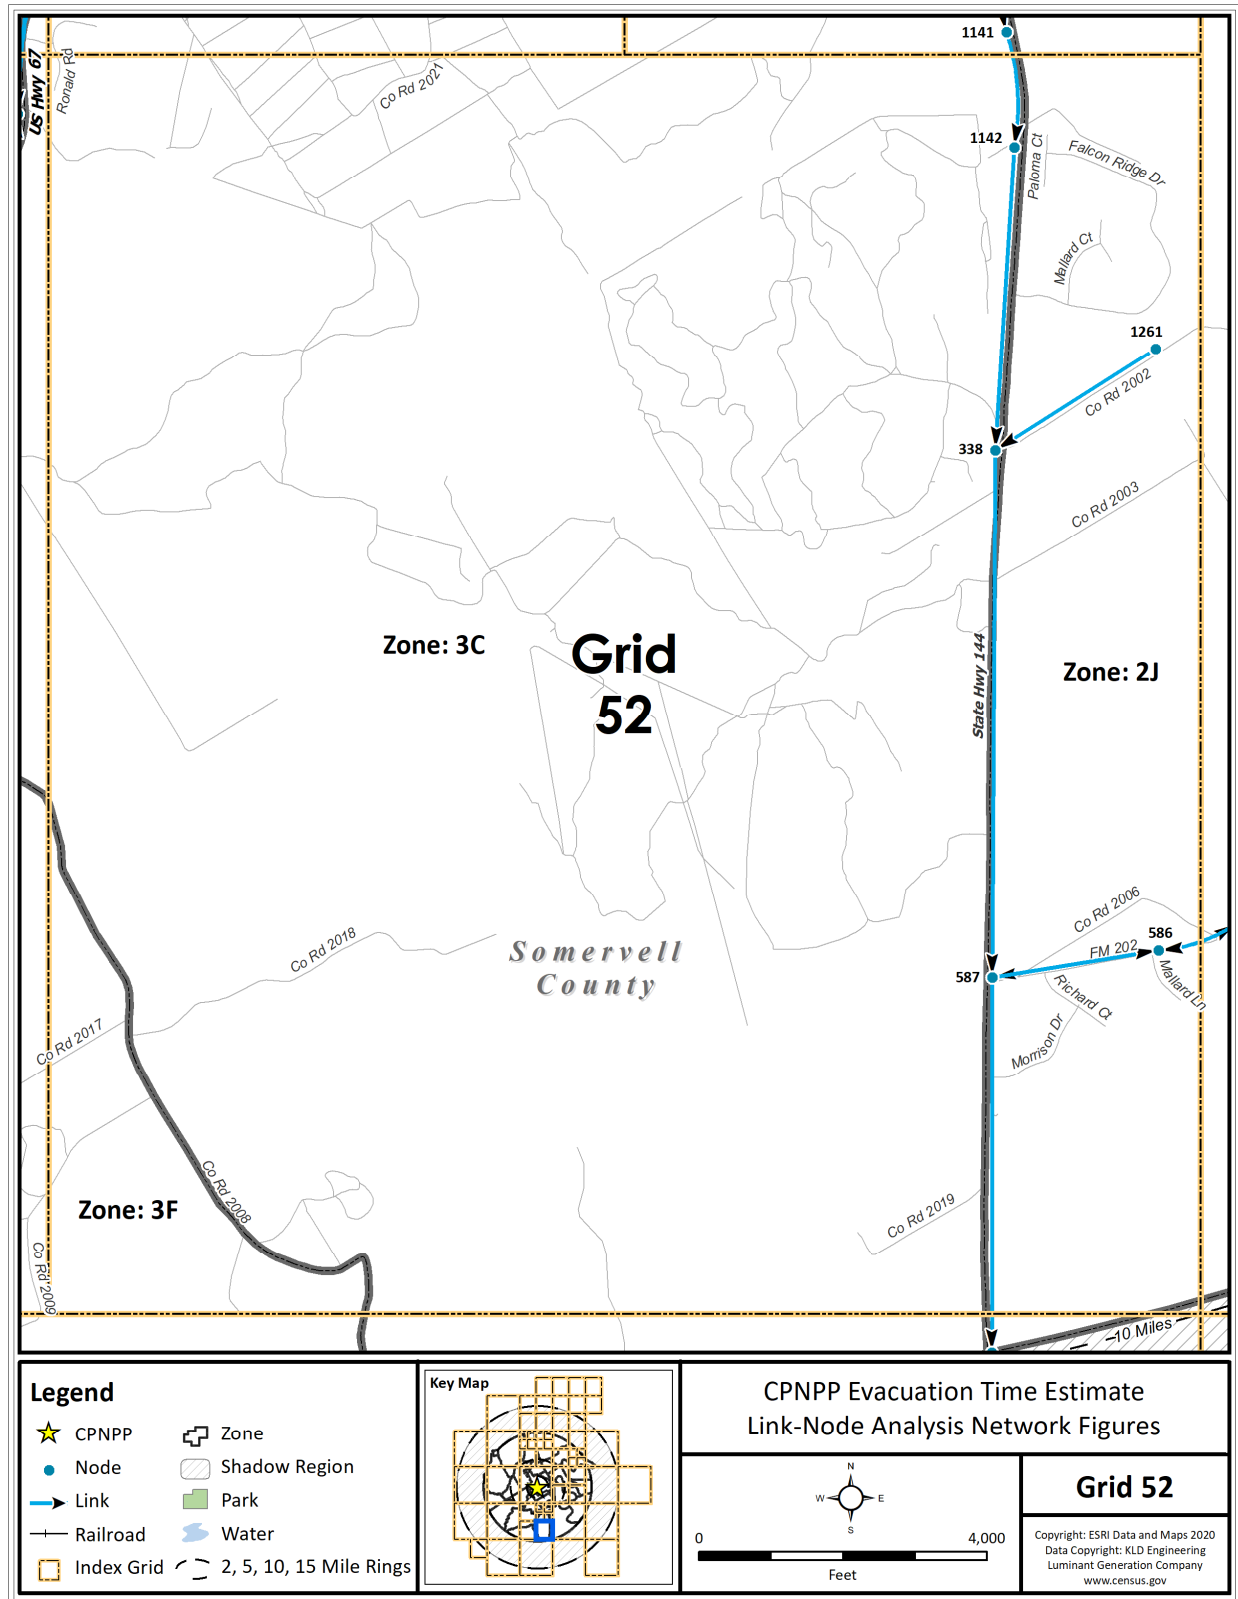 1141
US Hwy 67
Ronald Rd
Co Rd 2021
1142
Paloma Ct
Falcon Ridge Dr
Mallard Ct
1261
Co Rd 2002
338
Co Rd 2003
Zone: 3C
Grid
52
State Hwy 144
Zone: 2J
Co Rd 2006
586
FM 202
Somervell
County
Co Rd 2018
587
Mallard Ln
Richard Ct
Morrison Dr
Co Rd 2017
Co Rd 2008
Zone: 3F
Co Rd 2019
Co Rd 2009
10 Miles
Legend
CPNPP
Node
Link
Railroad
Index Grid
Zone
Shadow Region
Park
Water
2, 5, 10, 15 Mile Rings
Key Map
CPNPP Evacuation Time Estimate
Link-Node Analysis Network Figures
N
W E
S
0 4,000
Feet
Grid 52
Copyright: ESRI Data and Maps 2020
Data Copyright: KLD Engineering
Luminant Generation Company
www.census.gov